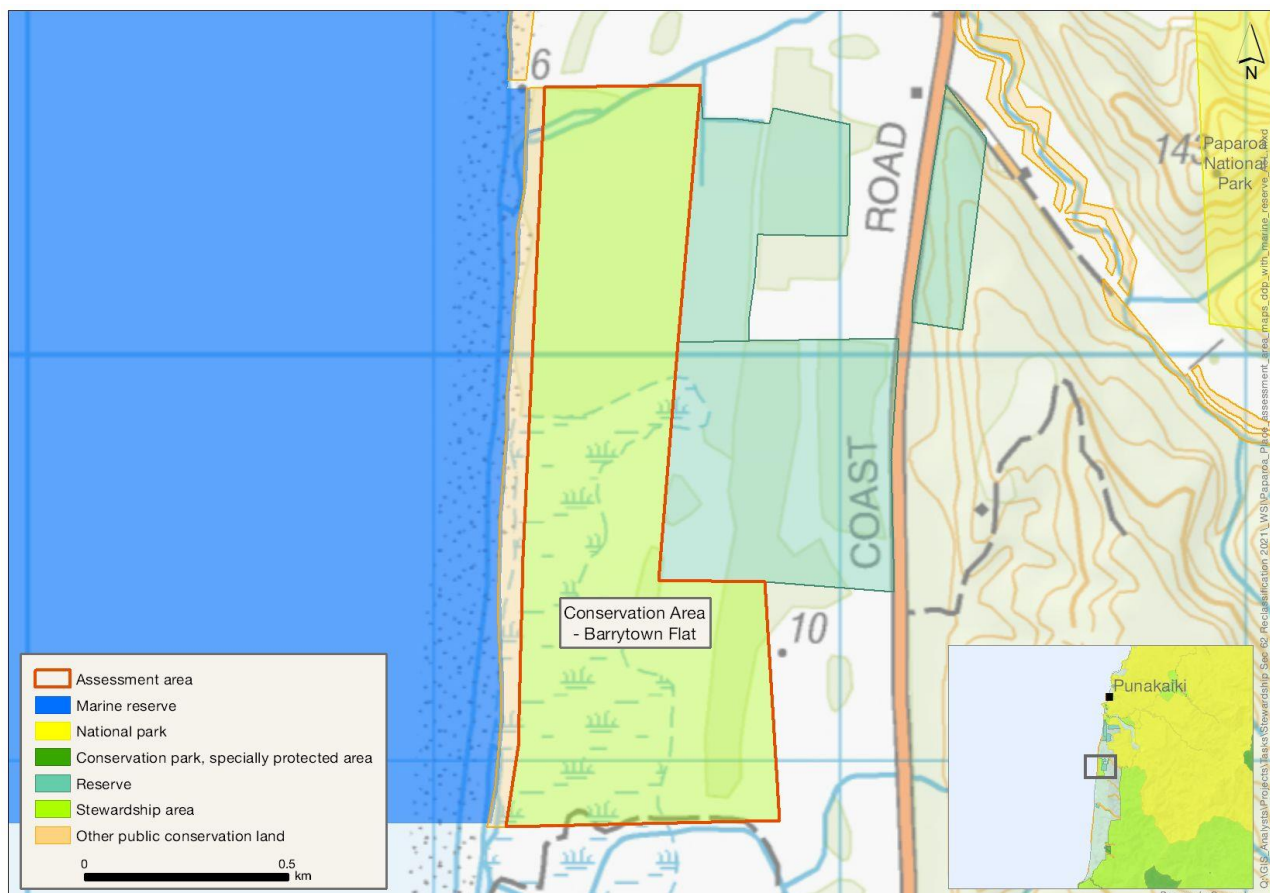 6
N
ROAD
143
Paparoa
National
Park
COAST
Conservation Area
- Barrytown Flat
10
Assessment area
Marine reserve
National park
Conservation park, specially protected area
Reserve
Stewardship area
Other public conservation land
0
0.5
km
Punakaiki